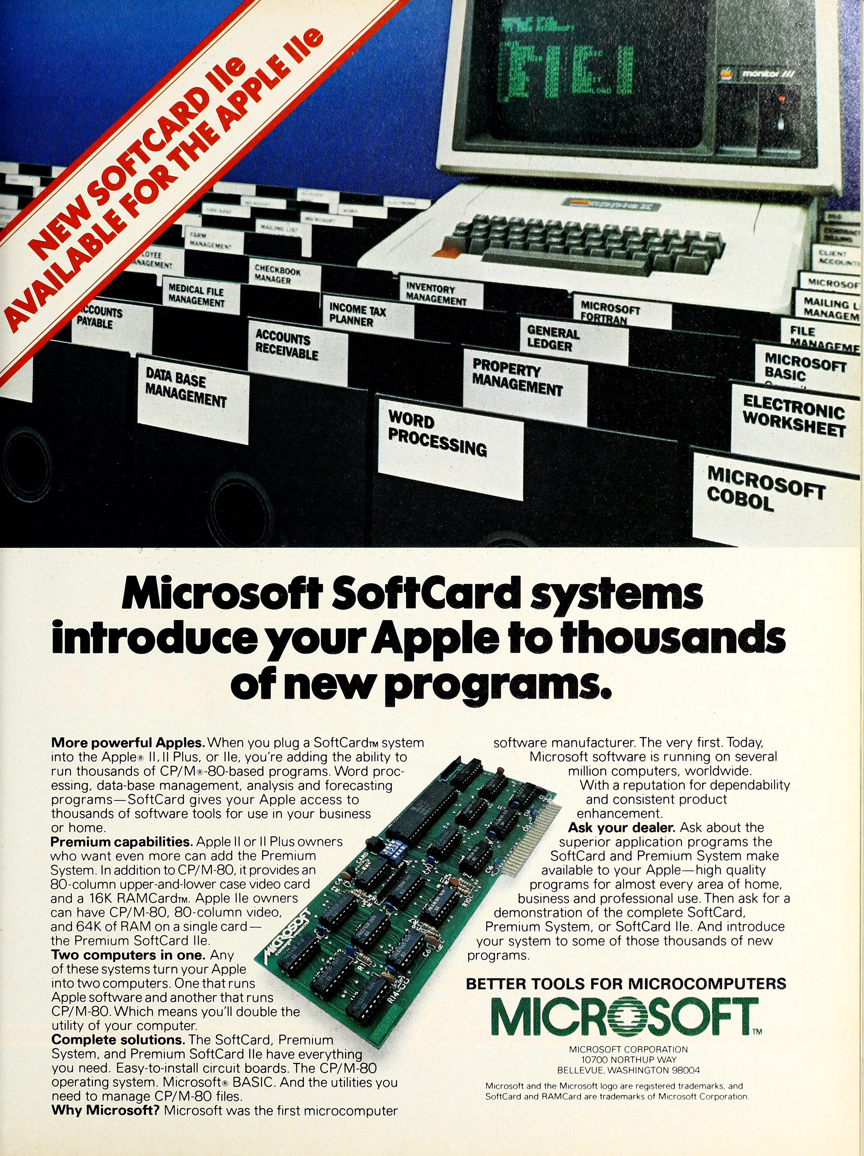 NEW SOFTCARD IIe
AVAILABLE FOR THE APPLE IIe
monitor ///
apple ][
DOWNLOAD COM
MAILING LIST
FARM
MANAGEMENT
CHECKBOOK
MANAGER
MEDICAL FILE
MANAGEMENT
INVENTORY
MANAGEMENT
INCOME TAX
PLANNER
MICROSOFT
FORTRAN
GENERAL
LEDGER
ACCOUNTS
RECEIVABLE
PAYABLE
CLIENT
FILE
MICROSOFT
BASIC
DATA BASE
MANAGEMENT
PROPERTY
MANAGEMENT
WORD
PROCESSING
ELECTRONIC
WORKSHEET
MICROSOFT
COBOL
Microsoft SoftCard systems
introduce your Apple to thousands
of new programs.
More powerful Apples. When you plug a SoftCard™ system
into the Apple® II, II Plus, or IIe, you're adding the ability to
run thousands of CP/M®-80-based programs. Word proc-
essing, data-base management, analysis and forecasting
programs—SoftCard gives your Apple access to
thousands of software tools for use in your business
or home.
Premium capabilities. Apple II or II Plus owners
who want even more can add the Premium
System. In addition to CP/M-80, it provides an
80-column upper-and-lower case video card
and a 16K RAMCard™. Apple IIe owners
can have CP/M-80, 80-column video,
and 64K of RAM on a single card—
the Premium SoftCard IIe.
Two computers in one. Any
of these systems turn your Apple
into two computers. One that runs
Apple software and another that runs
CP/M-80. Which means you'll double the
utility of your computer.
Complete solutions. The SoftCard, Premium
System, and Premium SoftCard IIe have everything
you need. Easy-to-install circuit boards. The CP/M-80
operating system. Microsoft® BASIC. And the utilities you
need to manage CP/M-80 files.
Why Microsoft? Microsoft was the first microcomputer
software manufacturer. The very first. Today,
Microsoft software is running on several
million computers, worldwide.
With a reputation for dependability
and consistent product
enhancement.
Ask your dealer. Ask about the
superior application programs the
SoftCard and Premium System make
available to your Apple—high quality
programs for almost every area of home,
business and professional use. Then ask for a
demonstration of the complete SoftCard,
Premium System, or SoftCard IIe. And introduce
your system to some of those thousands of new
programs.
MICROSOFT
BETTER TOOLS FOR MICROCOMPUTERS
MICROSOFT™
MICROSOFT CORPORATION
10700 NORTHUP WAY
BELLEVUE, WASHINGTON 98004
Microsoft and the Microsoft logo are registered trademarks, and
SoftCard and RAMCard are trademarks of Microsoft Corporation.